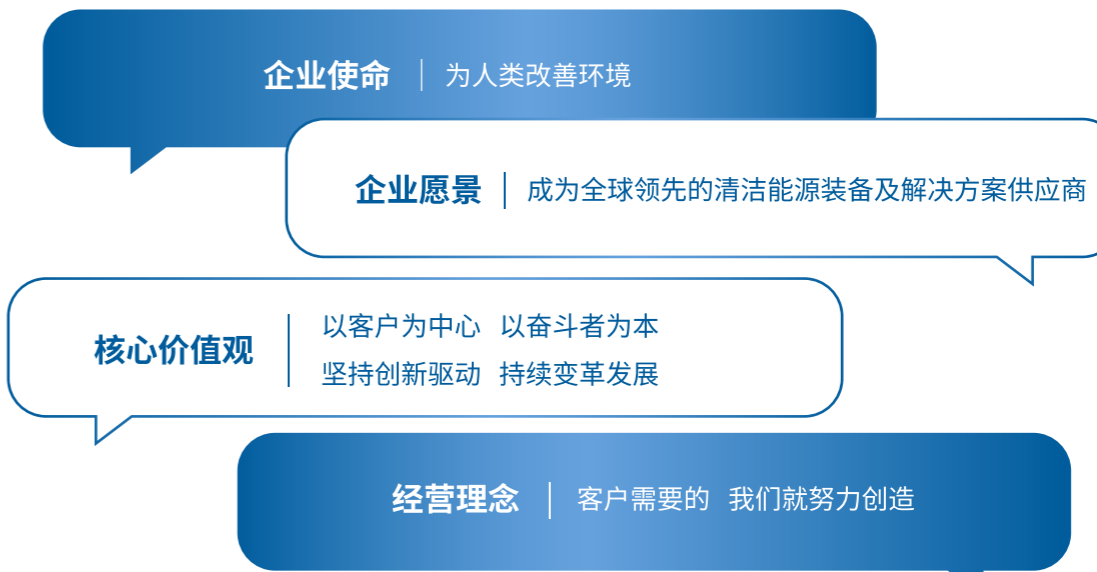 企业使命 为人类改善环境
企业愿景 成为全球领先的清洁能源装备及解决方案供应商
核心价值观 以客户为中心 以奋斗者为本
坚持创新驱动 持续变革发展
经营理念 客户需要的 我们就努力创造